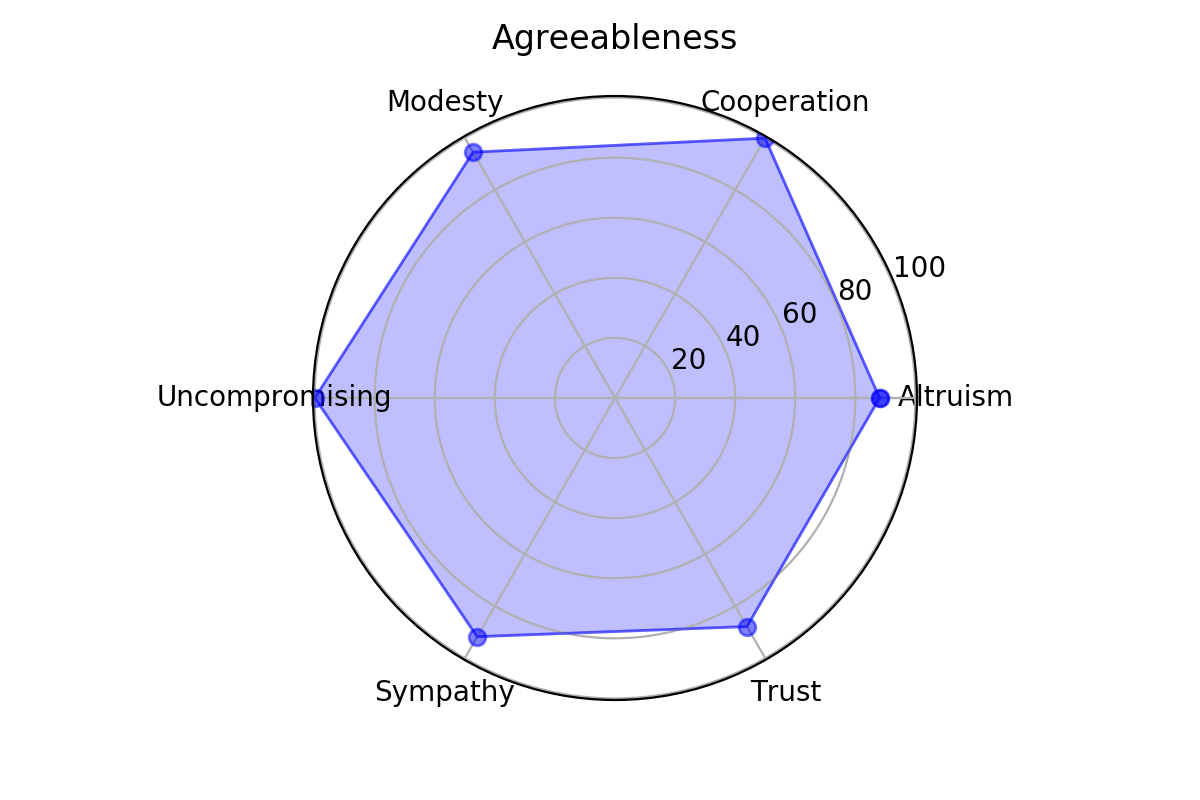 Agreeableness
Modesty
Cooperation
100
80
60
40
20
Uncompromising
Altruism
Sympathy
Trust